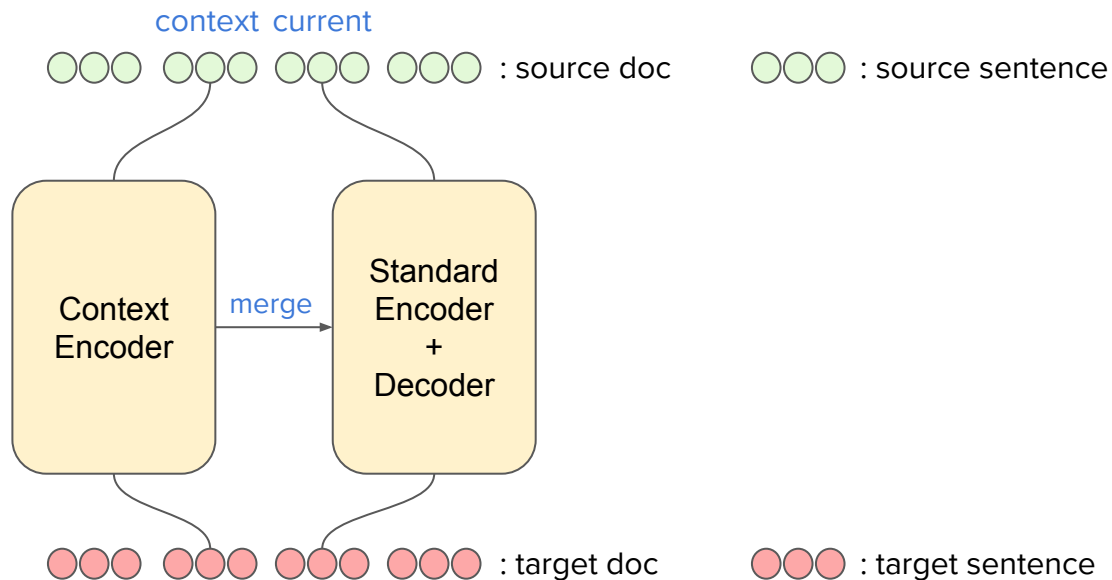 context current
: source doc
: source sentence
Context
Encoder
merge
Standard
Encoder
+
Decoder
: target doc
: target sentence